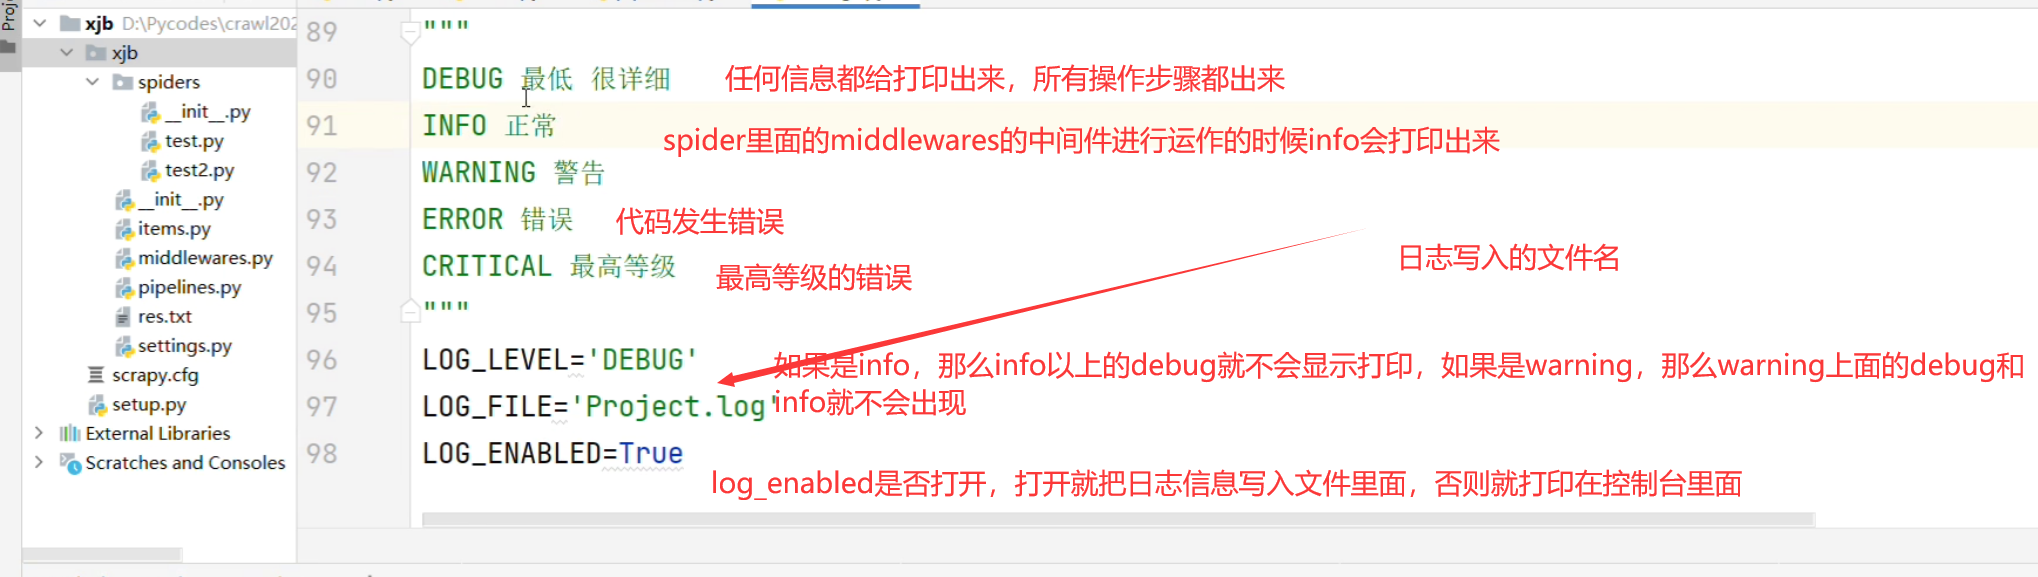 Proj
xjb D:\Pycodes\crawl202
xjb
spiders
__init__.py
test.py
test2.py
__init__.py
items.py
middlewares.py
pipelines.py
res.txt
settings.py
scrapy.cfg
setup.py
External Libraries
Scratches and Consoles
89 """
90 DEBUG 最低 很详细 任何信息都给打印出来，所有操作步骤都出来
91 INFO 正常 spider里面的middlewares的中间件进行运作的时候info会打印出来
92 WARNING 警告
93 ERROR 错误 代码发生错误
日志写入的文件名
94 CRITICAL 最高等级 最高等级的错误
95 """
96 LOG_LEVEL='DEBUG' 如果是info，那么info以上的debug就不会显示打印，如果是warning，那么warning上面的debug和
97 LOG_FILE='Project.log' info就不会出现
98 LOG_ENABLED=True
log_enabled是否打开，打开就把日志信息写入文件里面，否则就打印在控制台里面